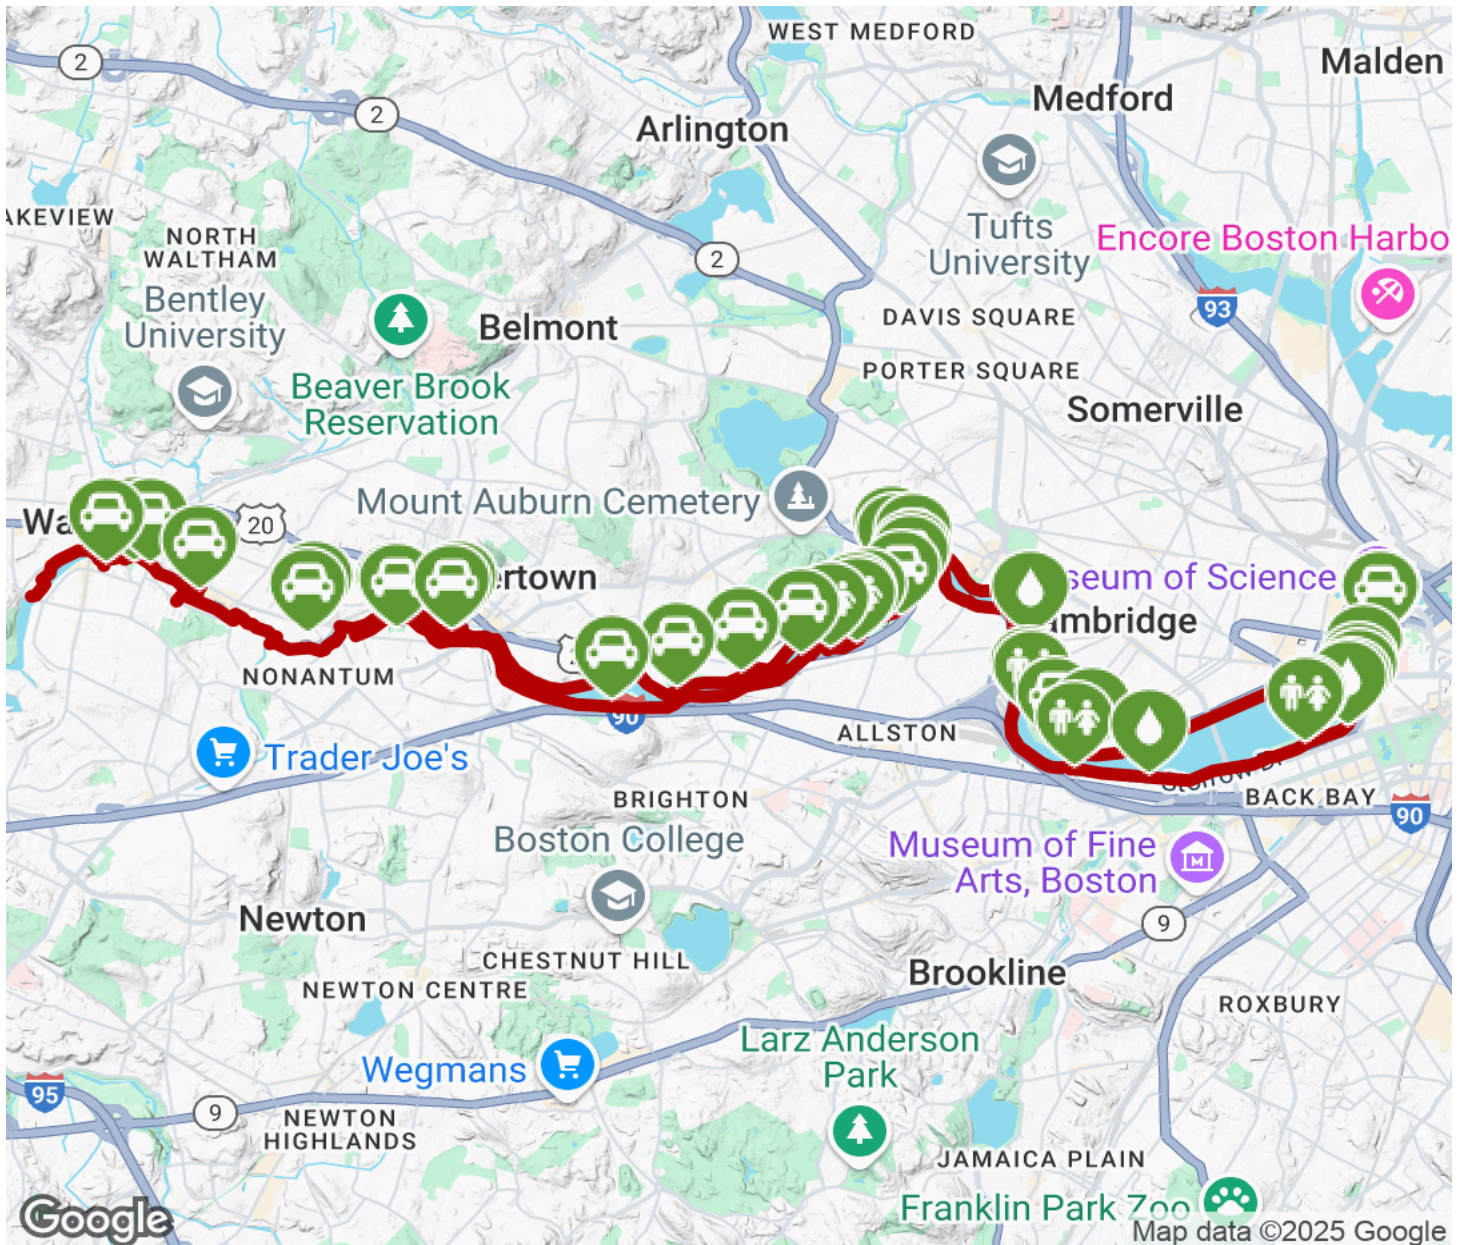 WEST MEDFORD
Malden
2
Medford
2
Arlington
AKEVIEW
NORTH
WALTHAM
Tufts
University
Encore Boston Harbo
2
Bentley
University
93
DAVIS SQUARE
Belmont
PORTER SQUARE
Beaver Brook
Reservation
Somerville
Mount Auburn Cemetery
Wa
20
ertown
seum of Science
ambridge
NONANTUM
90
ALLSTON
Trader Joe's
BRIGHTON
BACK BAY
90
Boston College
Museum of Fine
Arts, Boston
Newton
9
CHESTNUT HILL
Brookline
NEWTON CENTRE
ROXBURY
Larz Anderson
Park
Wegmans
95
9
NEWTON
HIGHLANDS
JAMAICA PLAIN
Franklin Park Zoo
Google
Map data ©2025 Google